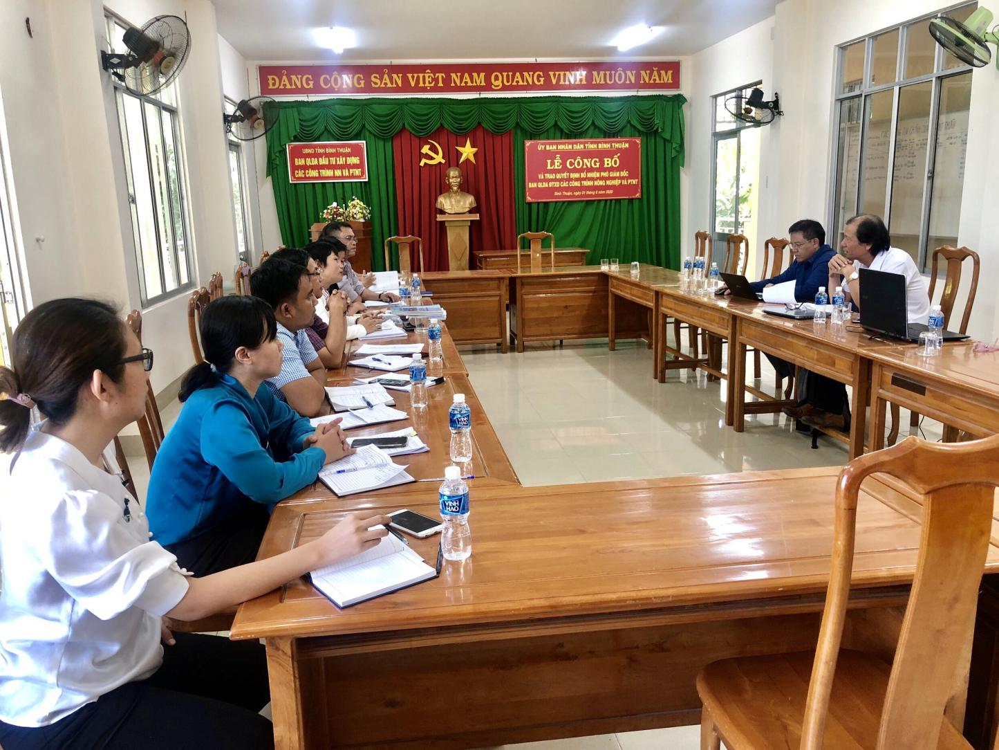 ĐẢNG CỘNG SẢN VIỆT NAM QUANG VINH MUÔN NĂM
UBND TỈNH BÌNH THUẬN
BAN QLDA ĐẦU TƯ XÂY DỰNG
CÁC CÔNG TRÌNH NN VÀ PTNT
ỦY BAN NHÂN DÂN TỈNH BÌNH THUẬN
LỄ CÔNG BỐ
VÀ TRAO QUYẾT ĐỊNH BỔ NHIỆM PHÓ GIÁM ĐỐC
BAN QLDA ĐTXD CÁC CÔNG TRÌNH NÔNG NGHIỆP VÀ PTNT
Bình Thuận, ngày 01 tháng 6 năm 2020
VINH
HAO
VINH
HAO